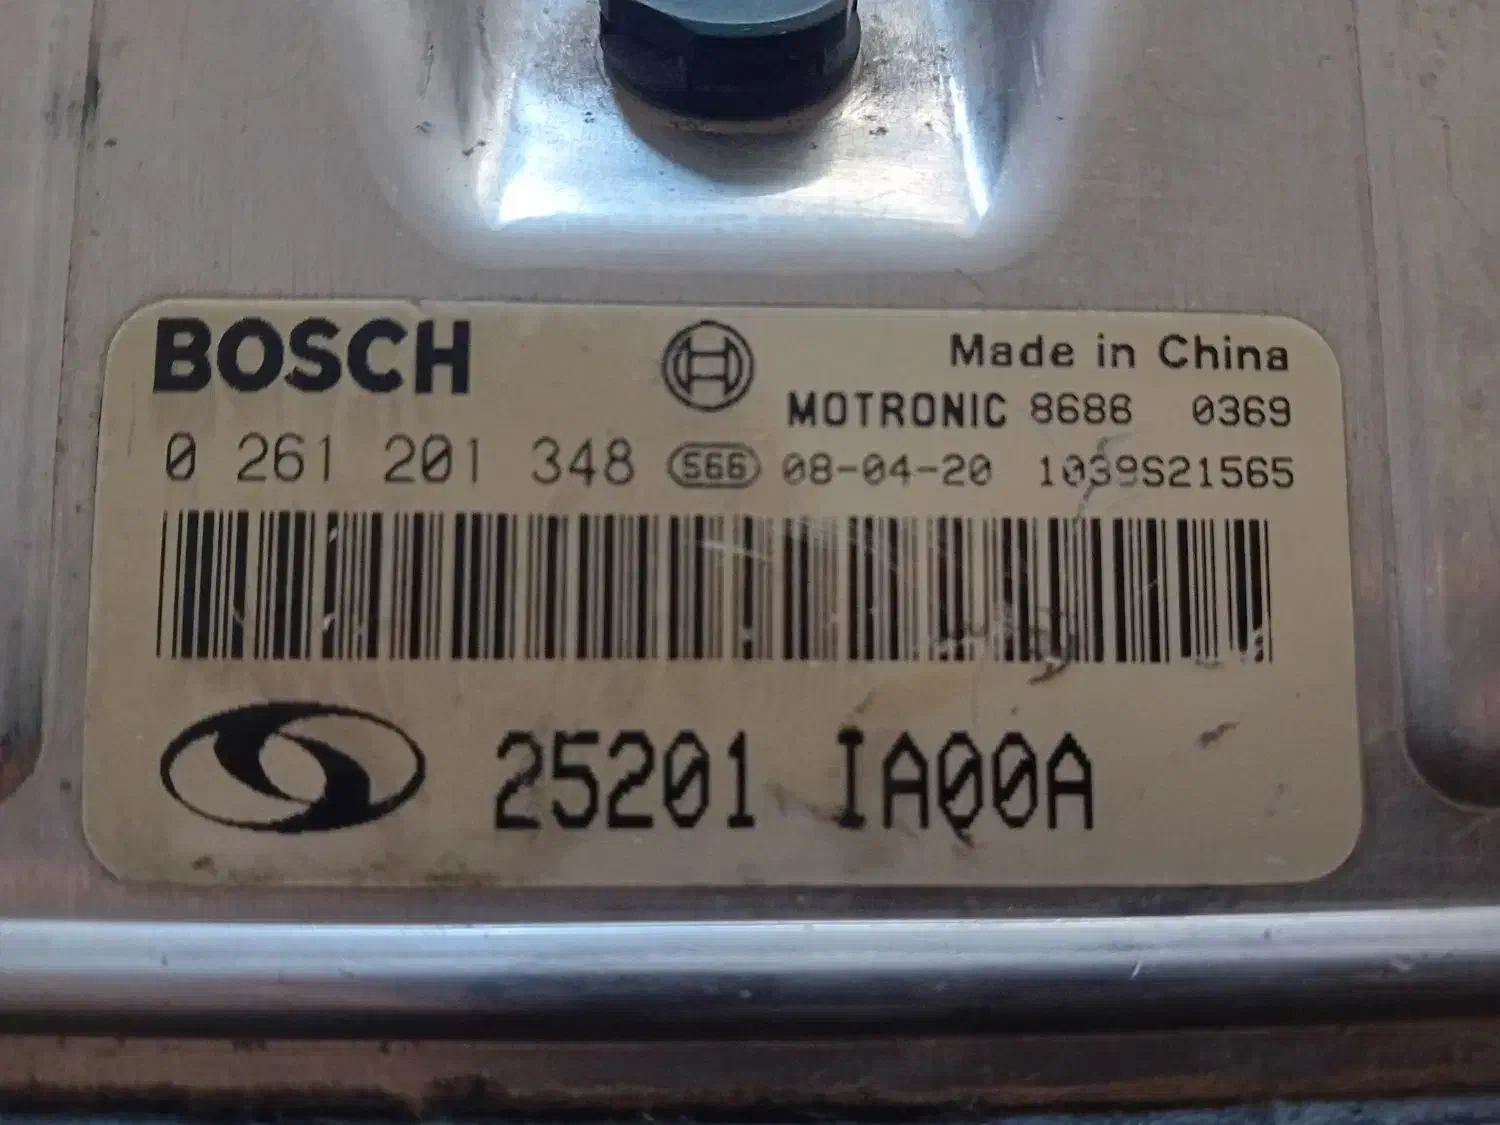 BOSCH
Made in China
MOTRONIC 8688 0369
0 261 201 348 S66 08-04-20 1039S21565
25201 IA00A